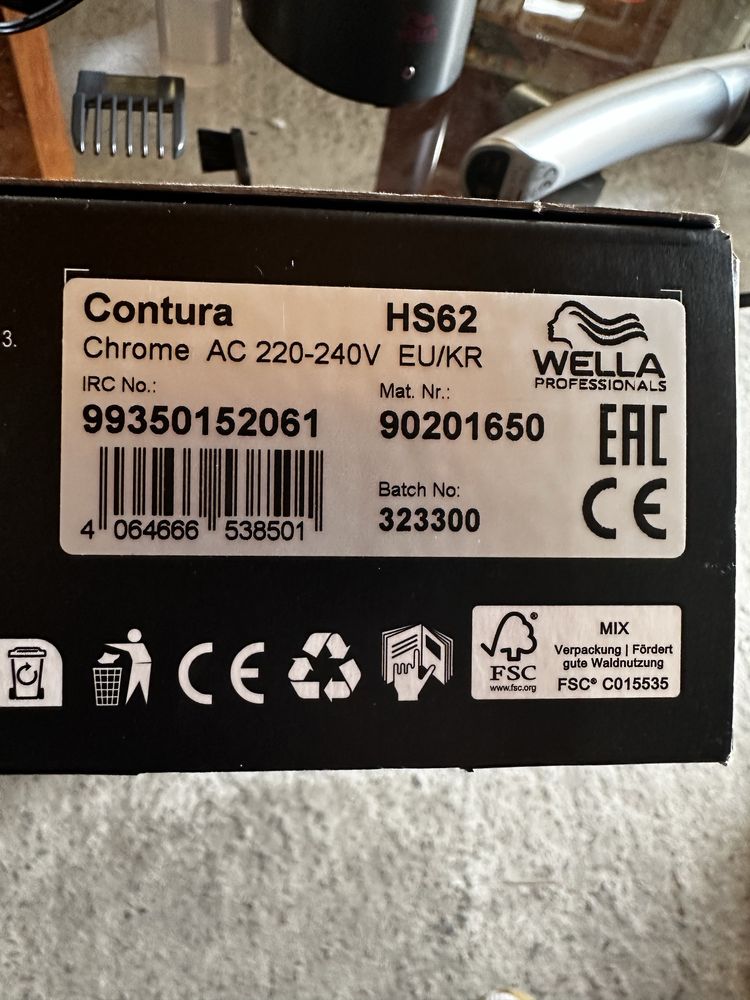 3.
Contura HS62
Chrome AC 220-240V EU/KR
WELLA
PROFESSIONALS
IRC No.:
99350152061
Mat. Nr.:
90201650
EAC
4 064666 538501
Batch No:
323300
CE
CE
FSC
www.fsc.org
MIX
Verpackung | Fördert
gute Waldnutzung
FSC® C015535